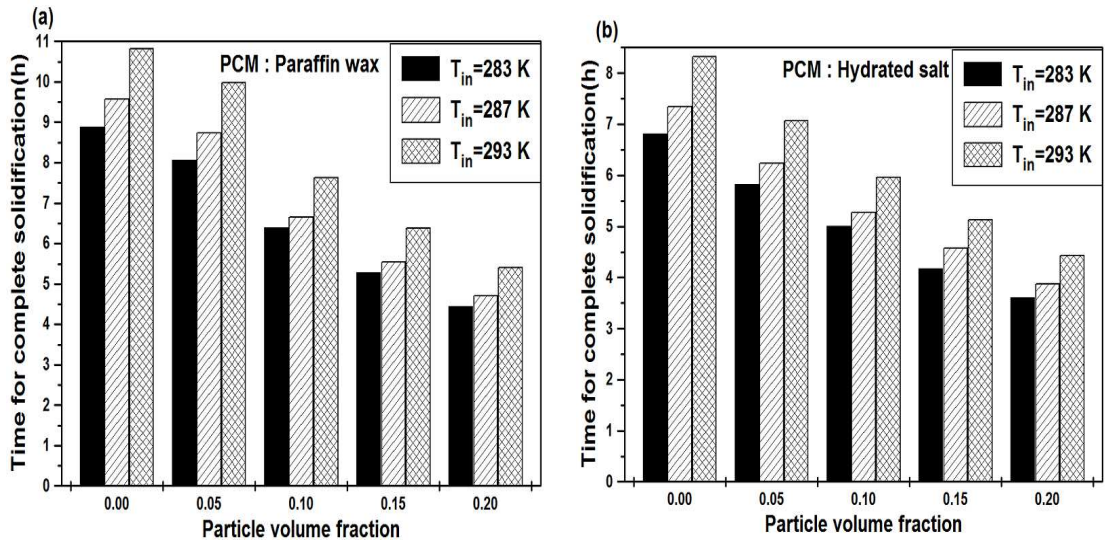 (a)
PCM : Paraffin wax
T_in=283 K
T_in=287 K
T_in=293 K
Time for complete solidification(h)
11
10
9
8
7
6
5
4
3
2
1
0
0.00 0.05 0.10 0.15 0.20
Particle volume fraction
(b)
PCM : Hydrated salt
T_in=283 K
T_in=287 K
T_in=293 K
Time for complete solidification(h)
8
7
6
5
4
3
2
1
0
0.00 0.05 0.10 0.15 0.20
Particle volume fraction